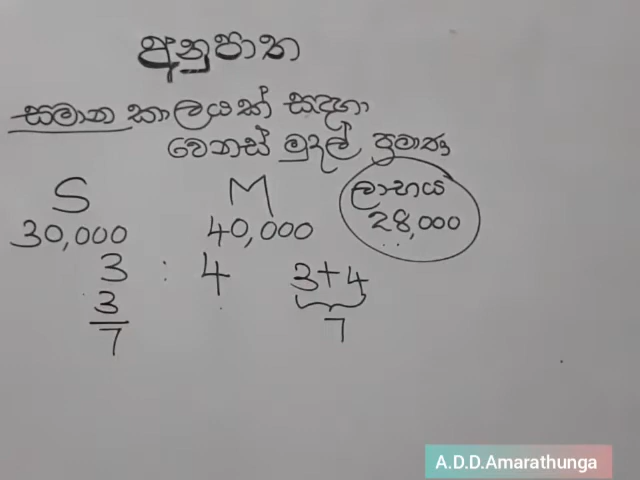 අනුපාත
සමාන කාලයක් සඳහා
වෙනස් මුදල් ප්‍රමාණ
S M ලාභය
30,000 40,000 28,000
3 : 4 3+4
3 7
7
A.D.D.Amarathunga